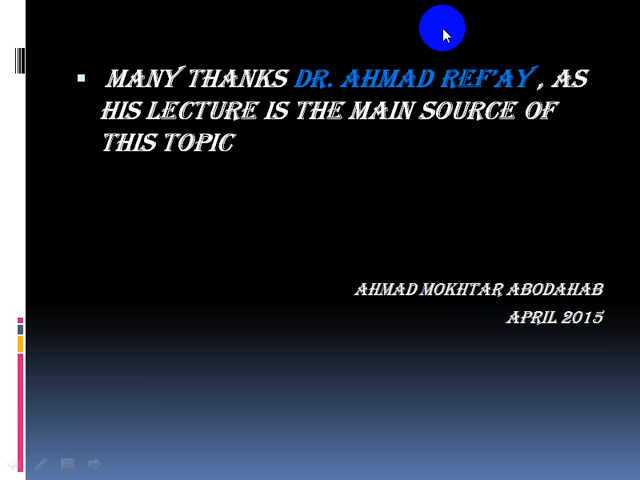 MANY THANKS DR. AHMAD REF'AY , AS
HIS LECTURE IS THE MAIN SOURCE OF
THIS TOPIC
AHMAD MOKHTAR ABODAHAB
APRIL 2015